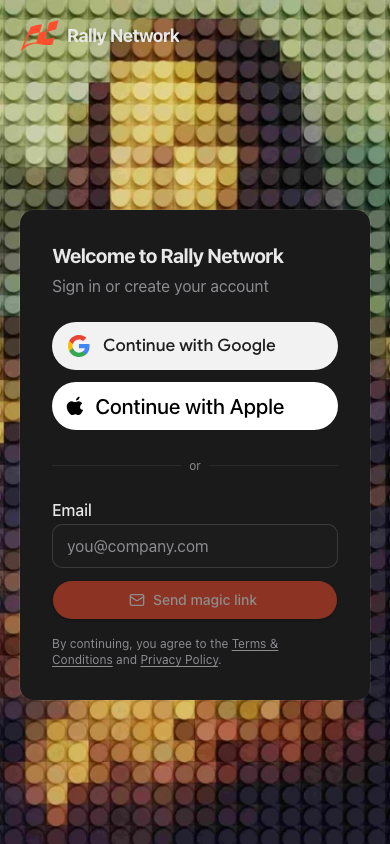 Rally Network
Welcome to Rally Network
Sign in or create your account
Continue with Google
Continue with Apple
or
Email
you@company.com
Send magic link
By continuing, you agree to the Terms &
Conditions and Privacy Policy.